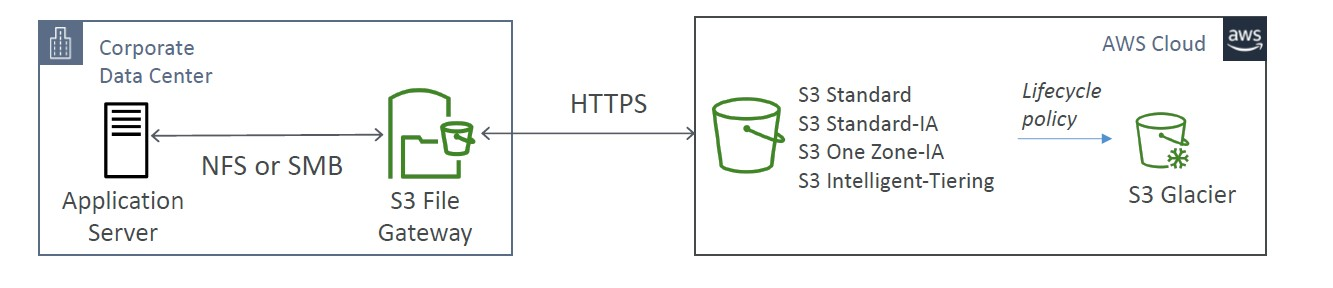 Corporate
Data Center
Application
Server
NFS or SMB
S3 File
Gateway
HTTPS
AWS Cloud
aws
S3 Standard
S3 Standard-IA
S3 One Zone-IA
S3 Intelligent-Tiering
Lifecycle
policy
S3 Glacier